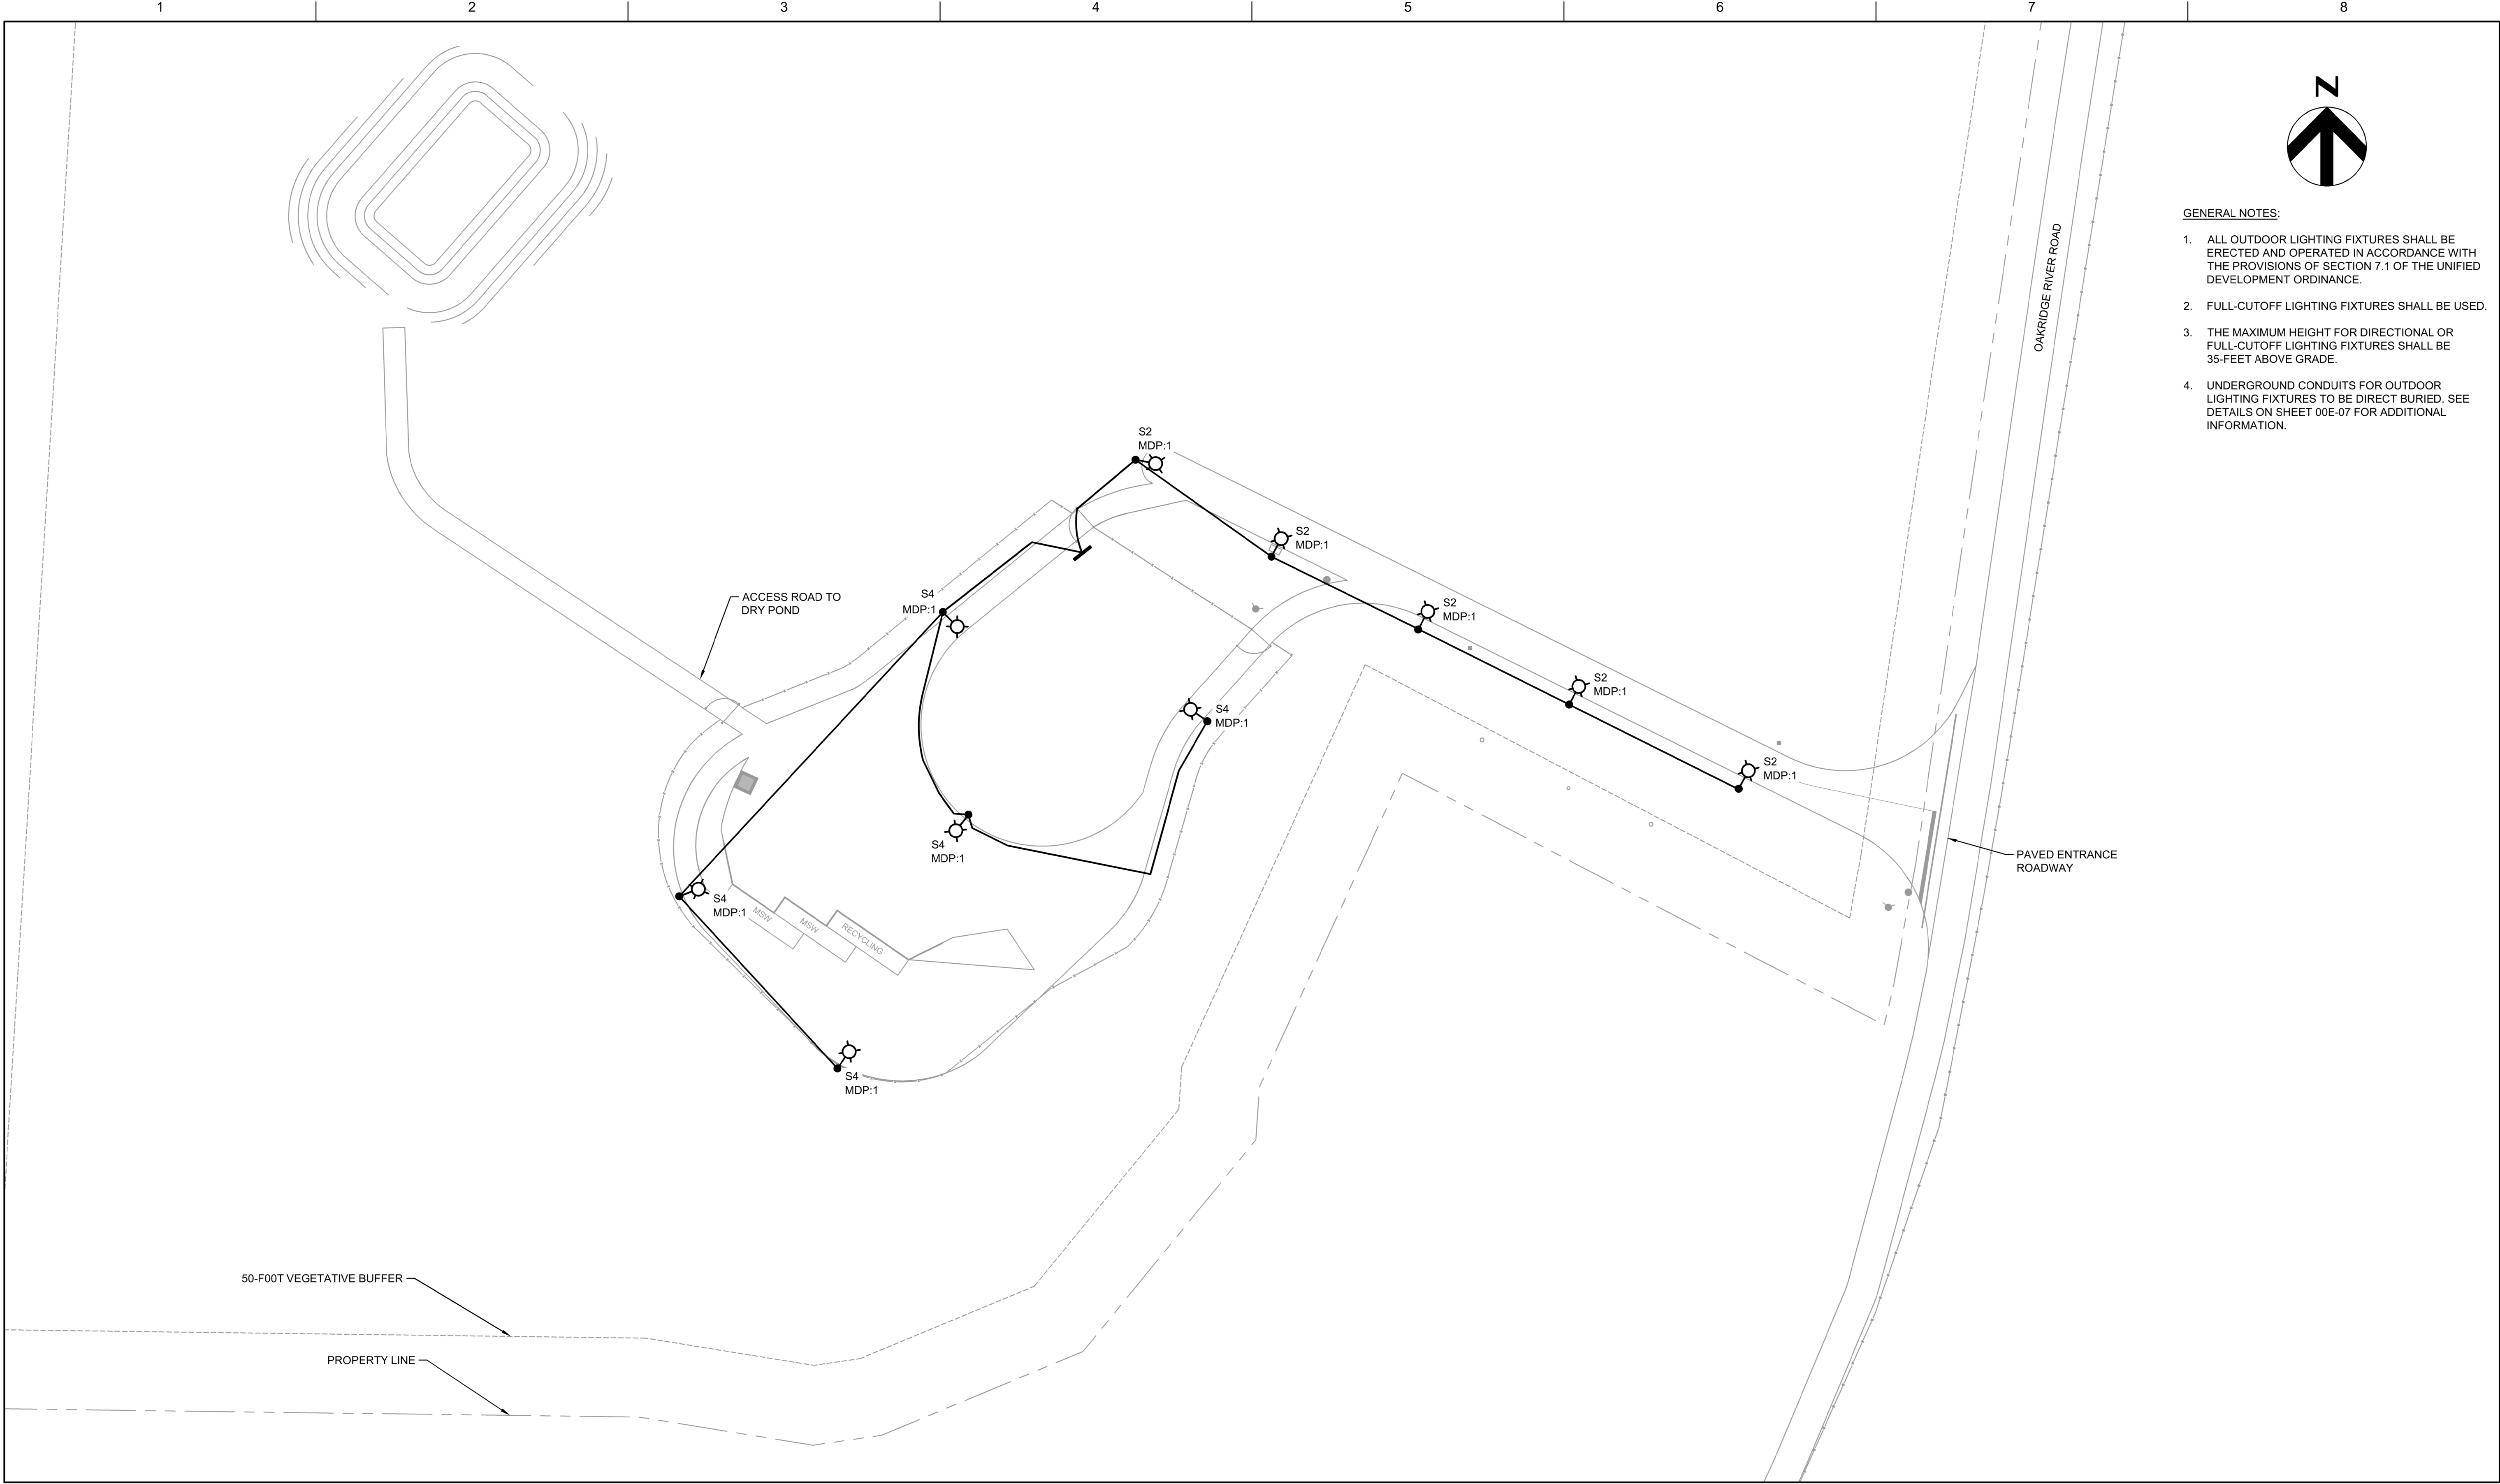 1
2
3
4
5
6
7
8
N
GENERAL NOTES:
1. ALL OUTDOOR LIGHTING FIXTURES SHALL BE
ERECTED AND OPERATED IN ACCORDANCE WITH
THE PROVISIONS OF SECTION 7.1 OF THE UNIFIED
DEVELOPMENT ORDINANCE.
2. FULL-CUTOFF LIGHTING FIXTURES SHALL BE USED.
3. THE MAXIMUM HEIGHT FOR DIRECTIONAL OR
FULL-CUTOFF LIGHTING FIXTURES SHALL BE
35-FEET ABOVE GRADE.
4. UNDERGROUND CONDUITS FOR OUTDOOR
LIGHTING FIXTURES TO BE DIRECT BURIED. SEE
DETAILS ON SHEET 00E-07 FOR ADDITIONAL
INFORMATION.
OAKRIDGE RIVER ROAD
S2
MDP:1
S2
MDP:1
S2
MDP:1
S2
MDP:1
S2
MDP:1
ACCESS ROAD TO
DRY POND
S4
MDP:1
S4
MDP:1
S4
MDP:1
S4
MDP:1
MSW
MSW
RECYCLING
S4
MDP:1
PAVED ENTRANCE
ROADWAY
50-F00T VEGETATIVE BUFFER
PROPERTY LINE